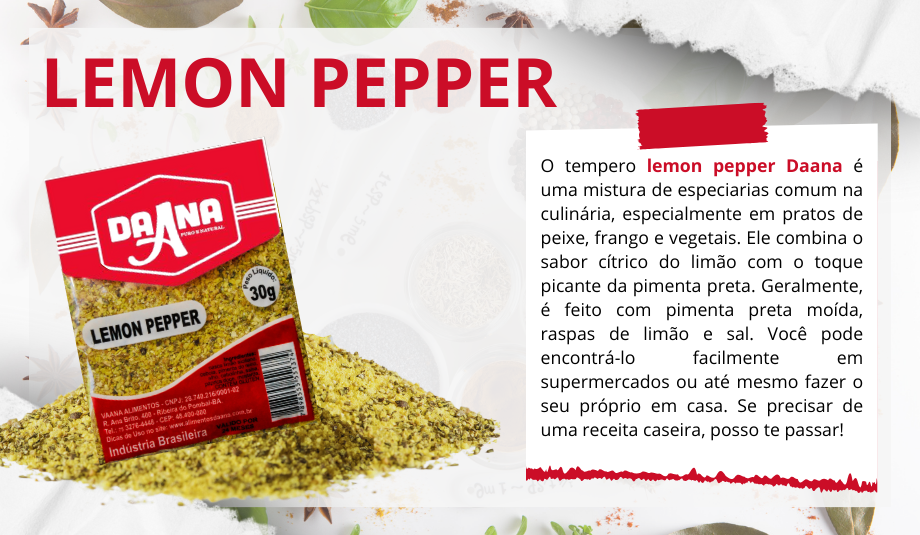 LEMON PEPPER
DAANA
PURO E NATURAL
Peso Líquido:
30g
LEMON PEPPER
VAANA ALIMENTOS - CNPJ: 28.740.216/0001-02
R. Ana Brito, 400 - Ribeira do Pombal-BA.
CEP: 48.400-000
Dicas de Uso no site: www.alimentosdaana.com.br
Indústria Brasileira
O tempero lemon pepper Daana é
uma mistura de especiarias comum na
culinária, especialmente em pratos de
peixe, frango e vegetais. Ele combina o
sabor cítrico do limão com o toque
picante da pimenta preta. Geralmente,
é feito com pimenta preta moída,
raspas de limão e sal. Você pode
encontrá-lo facilmente em
supermercados ou até mesmo fazer o
seu próprio em casa. Se precisar de
uma receita caseira, posso te passar!